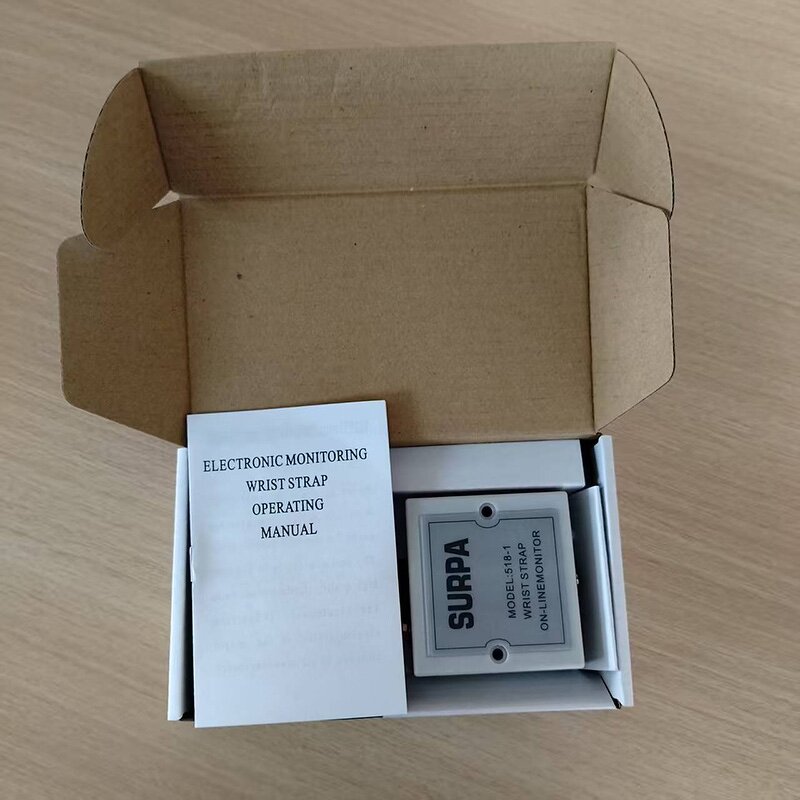 ELECTRONIC MONITORING
WRIST STRAP
OPERATING
MANUAL
SURPA
MODEL:518-1
WRIST STRAP
ON-LINEMONITOR